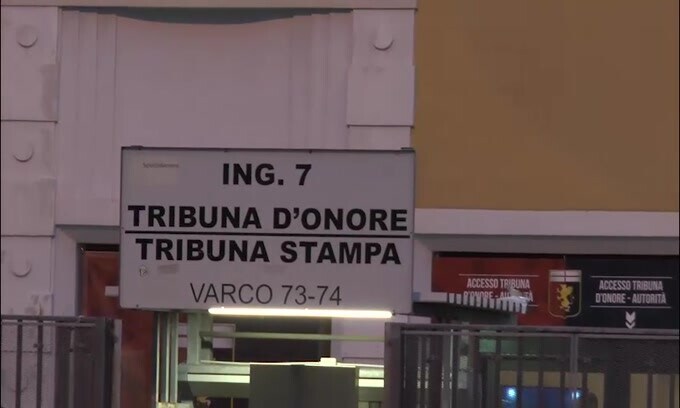 ING. 7
TRIBUNA D'ONORE
TRIBUNA STAMPA
VARCO 73-74
ACCESSO TRIBUNA
D'ONORE - AUTORITÀ
ACCESSO TRIBUNA
D'ONORE - AUTORITÀ